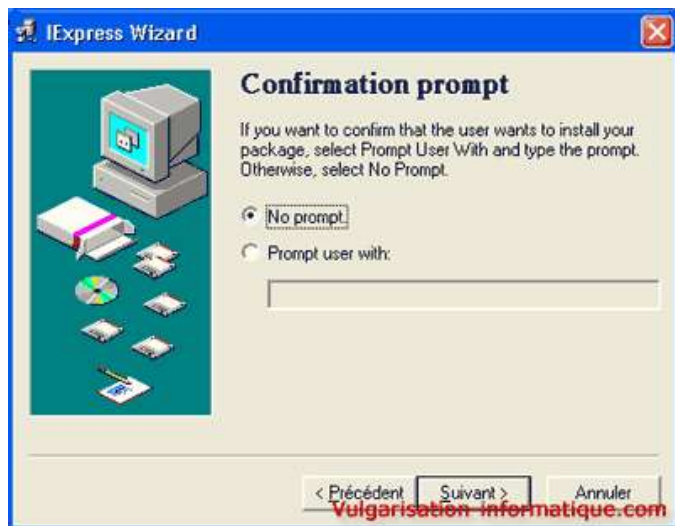 IExpress Wizard
Confirmation prompt
If you want to confirm that the user wants to install your
package, select Prompt User With and type the prompt.
Otherwise, select No Prompt.
No prompt.
Prompt user with:
< Précédent Suivant > Annuler
Vulgarisation-informatique.com